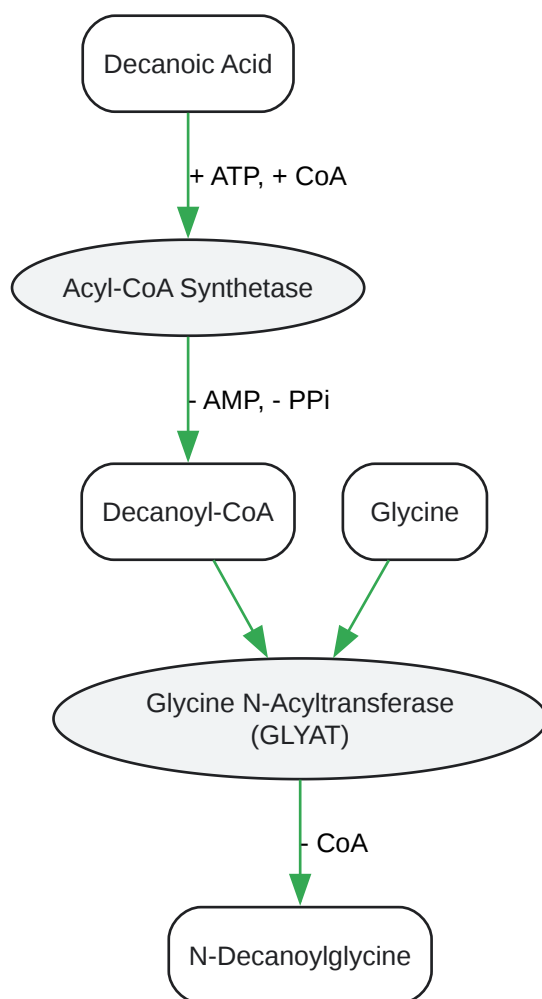 Decanoic Acid
+ ATP, + CoA
Acyl-CoA Synthetase
- AMP, - PPi
Decanoyl-CoA
Glycine
Glycine N-Acyltransferase
(GLYAT)
- CoA
N-Decanoylglycine